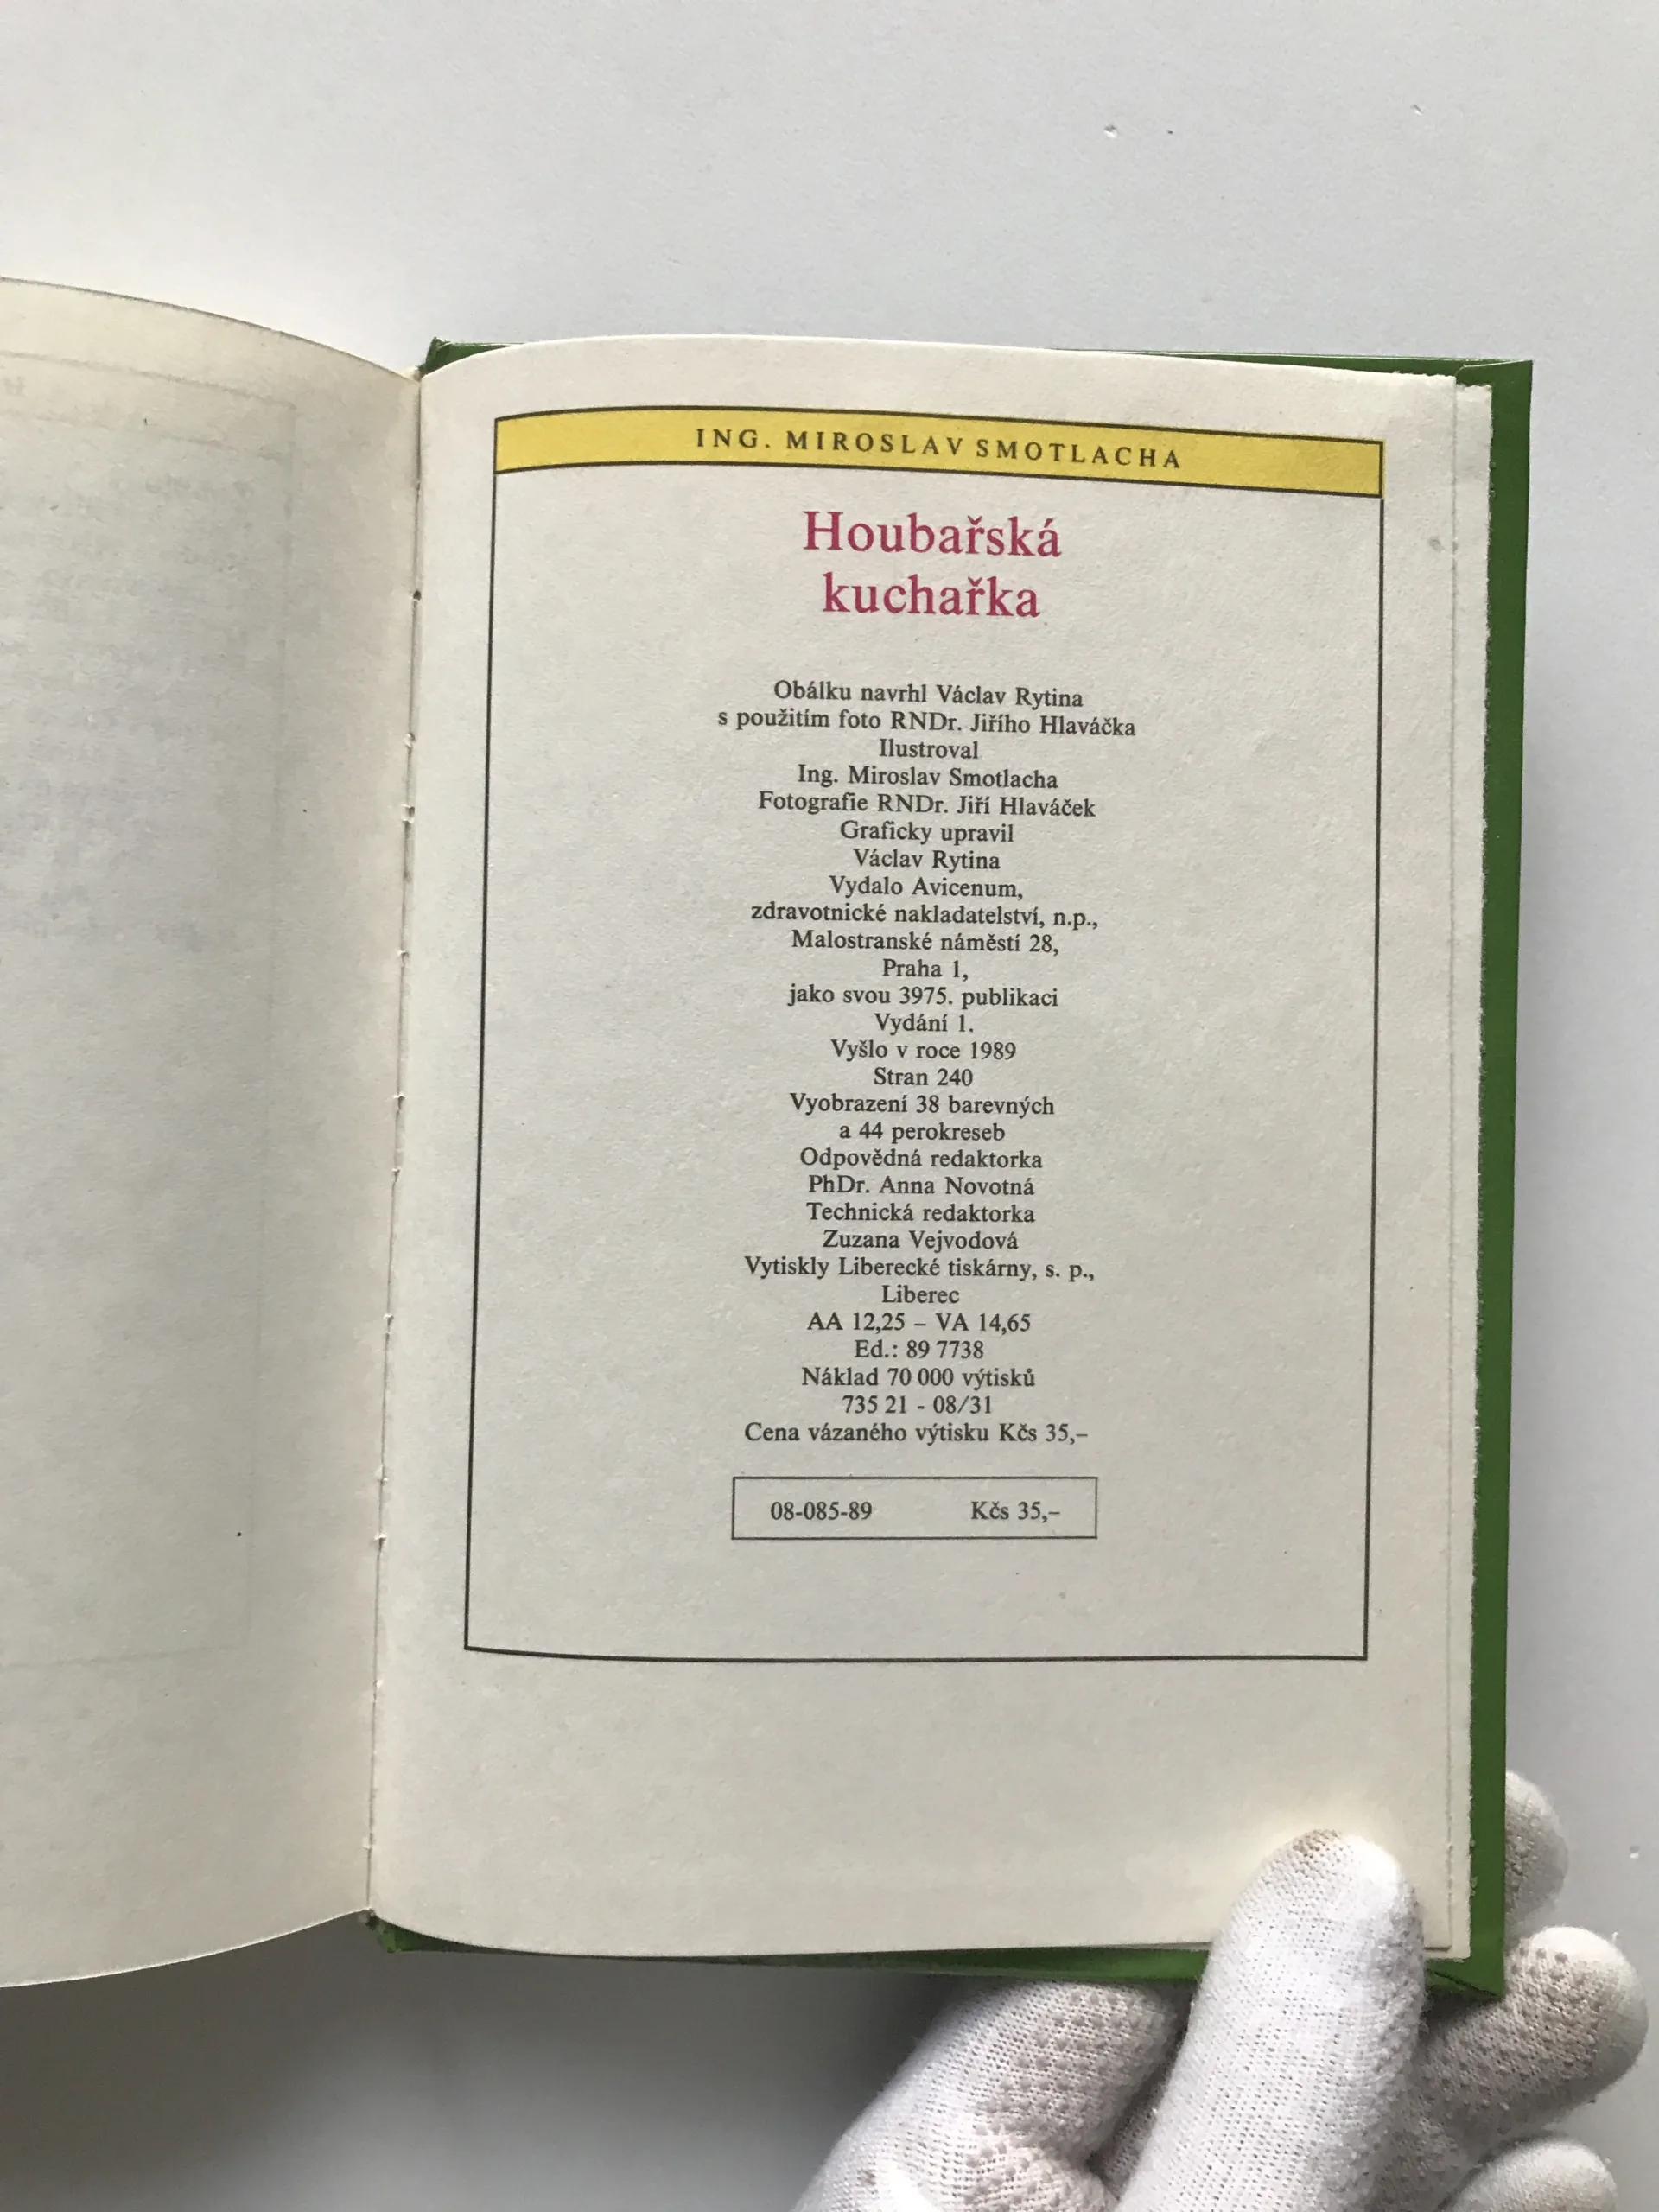 ING. MIROSLAV SMOTLACHA
Houbařská
kuchařka
Obálku navrhl Václav Rytina
s použitím foto RNDr. Jiřího Hlaváčka
Ilustroval
Ing. Miroslav Smotlacha
Fotografie RNDr. Jiří Hlaváček
Graficky upravil
Václav Rytina
Vydalo Avicenum,
zdravotnické nakladatelství, n.p.,
Malostranské náměstí 28,
Praha 1,
jako svou 3975. publikaci
Vydání 1.
Vyšlo v roce 1989
Stran 240
Vyobrazení 38 barevných
a 44 perokreseb
Odpovědná redaktorka
PhDr. Anna Novotná
Technická redaktorka
Zuzana Vejvodová
Vytiskly Liberecké tiskárny, s. p.,
Liberec
AA 12,25 – VA 14,65
Ed.: 89 7738
Náklad 70 000 výtisků
735 21 - 08/31
Cena vázaného výtisku Kčs 35,–
08-085-89 Kčs 35,–